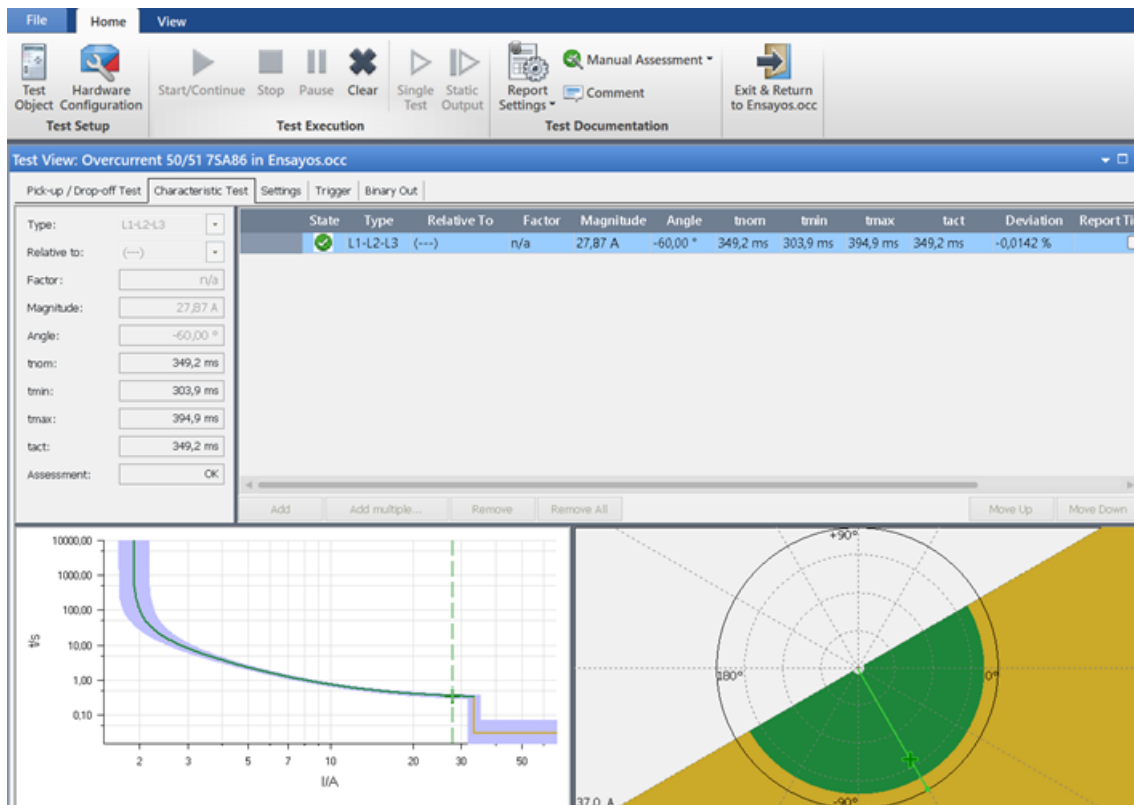 File Home View
Test Object
Hardware Configuration
Start/Continue
Stop
Pause
Clear
Single Test
Static Output
Report Settings
Manual Assessment
Comment
Exit & Return to Ensayos.occ
Test Setup
Test Execution
Test Documentation
Test View: Overcurrent 50/51 7SA86 in Ensayos.occ
Pick-up / Drop-off Test Characteristic Test Settings Trigger Binary Out
Type: L1-L2-L3
Relative to: (---)
Factor: n/a
Magnitude: 27,87 A
Angle: -60,00 °
tnom: 349,2 ms
tmin: 303,9 ms
tmax: 394,9 ms
tact: 349,2 ms
Assessment: OK
State Type Relative To Factor Magnitude Angle tnom tmin tmax tact Deviation Report Ti
L1-L2-L3 (---) n/a 27,87 A -60,00 ° 349,2 ms 303,9 ms 394,9 ms 349,2 ms -0,0142 %
Add Add multiple... Remove Remove All Move Up Move Down
10000,00
1000,00
100,00
10,00
1,00
0,10
t/s
2 3 5 7 10 20 30 50
I/A
+90°
180° 0°
-90°
37,0 A